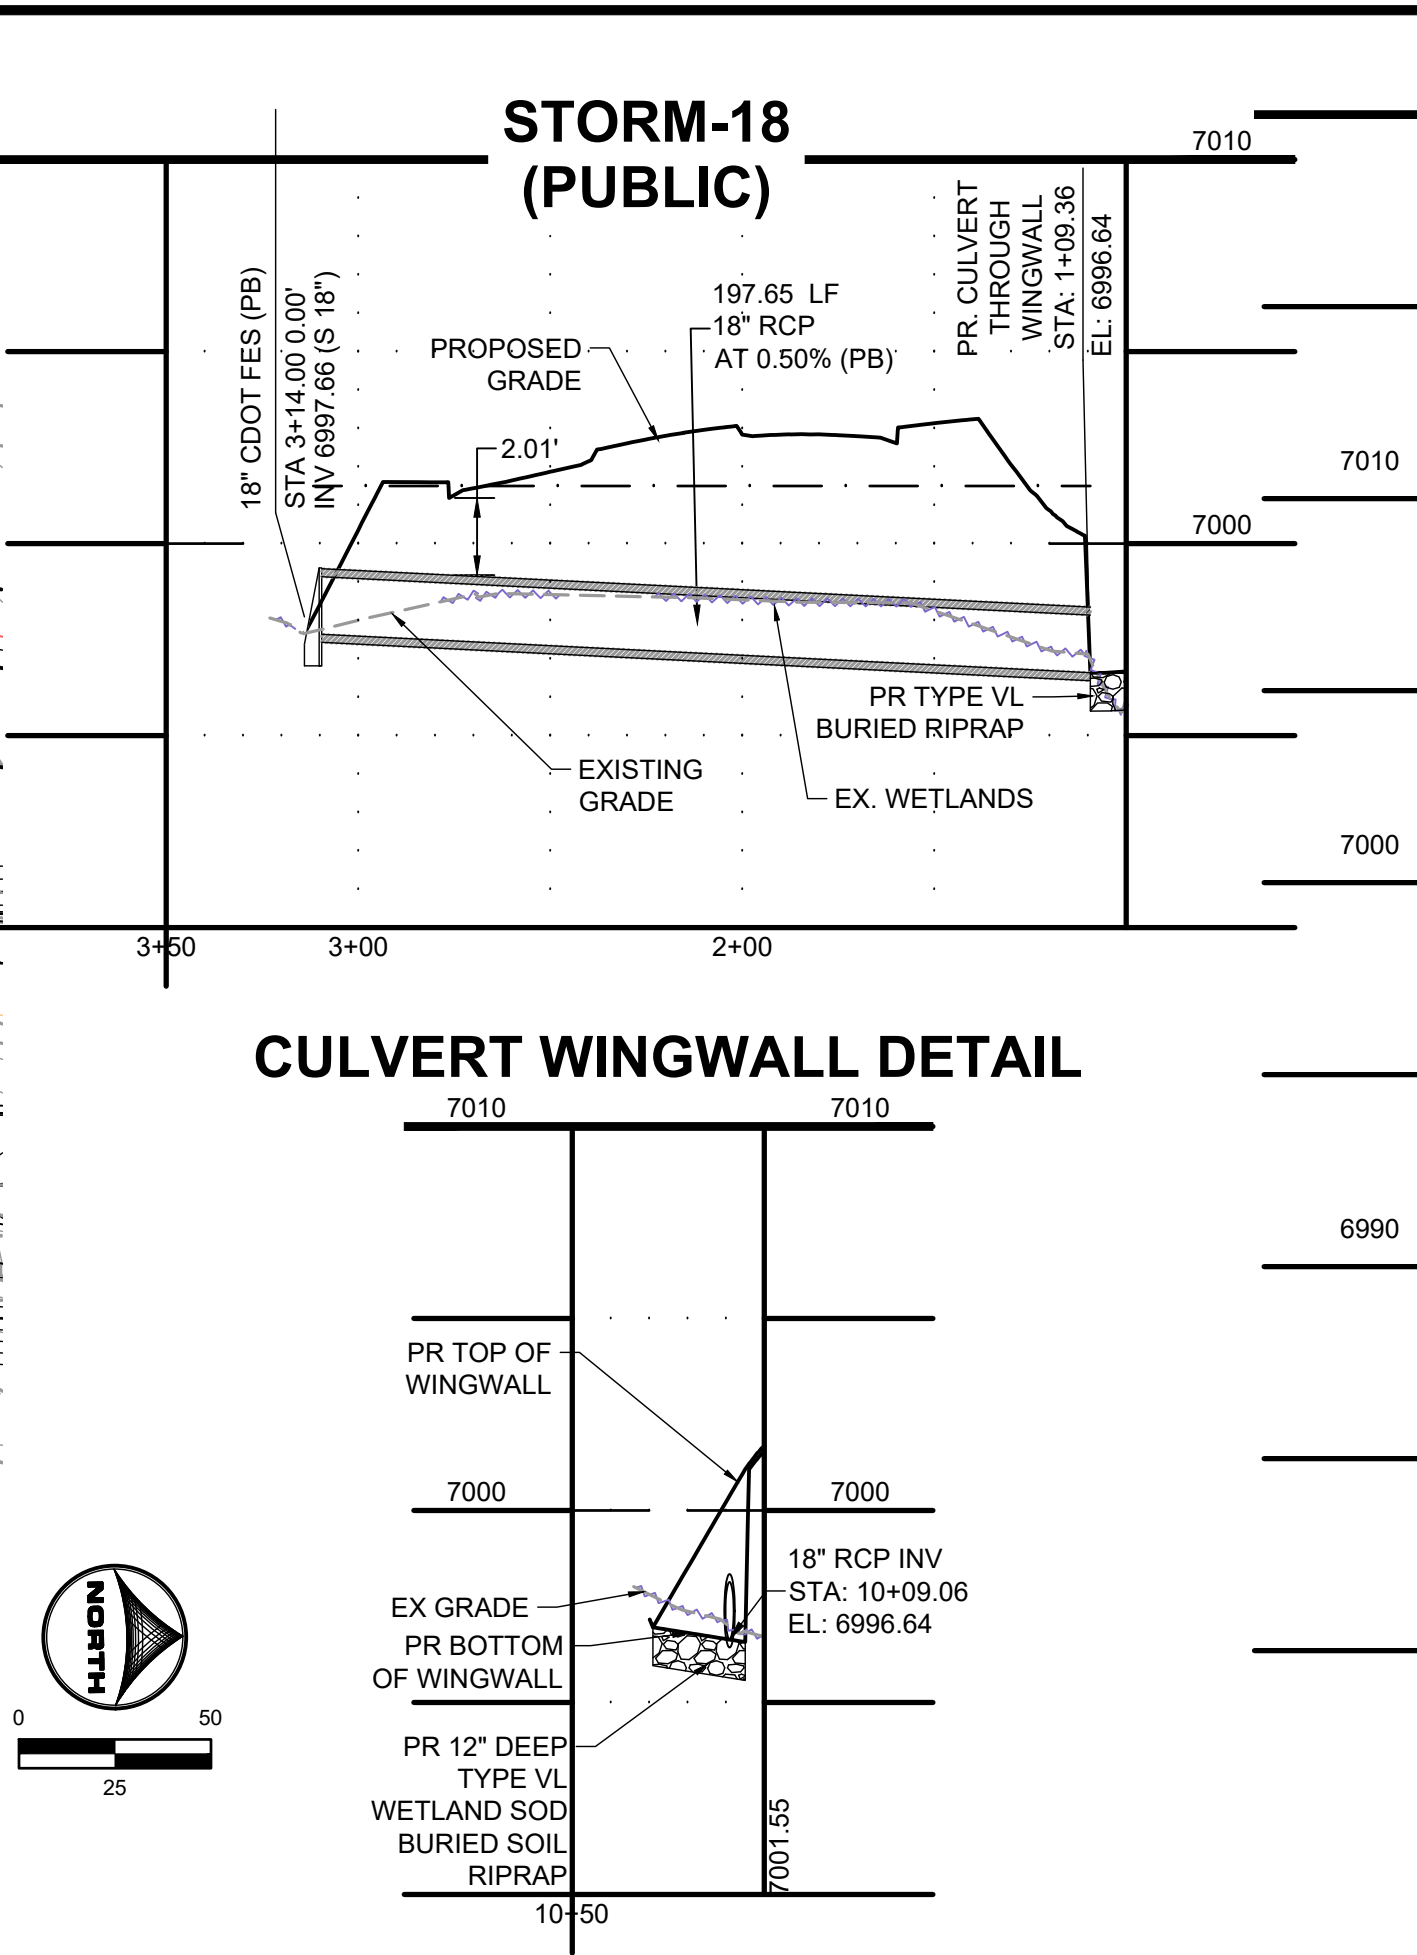 STORM-18
(PUBLIC)
7010
18" CDOT FES (PB)
STA 3+14.00 0.00'
INV 6997.66 (S 18")
PROPOSED
GRADE
2.01'
197.65 LF
18" RCP
AT 0.50% (PB)
PR. CULVERT
THROUGH
WINGWALL
STA: 1+09.36
EL: 6996.64
7010
7000
PR TYPE VL
BURIED RIPRAP
EXISTING
GRADE
EX. WETLANDS
7000
3+50
3+00
2+00
CULVERT WINGWALL DETAIL
7010
7010
6990
PR TOP OF
WINGWALL
7000
7000
18" RCP INV
STA: 10+09.06
EL: 6996.64
EX GRADE
PR BOTTOM
OF WINGWALL
NORTH
0
50
25
PR 12" DEEP
TYPE VL
WETLAND SOD
BURIED SOIL
RIPRAP
7001.55
10+50